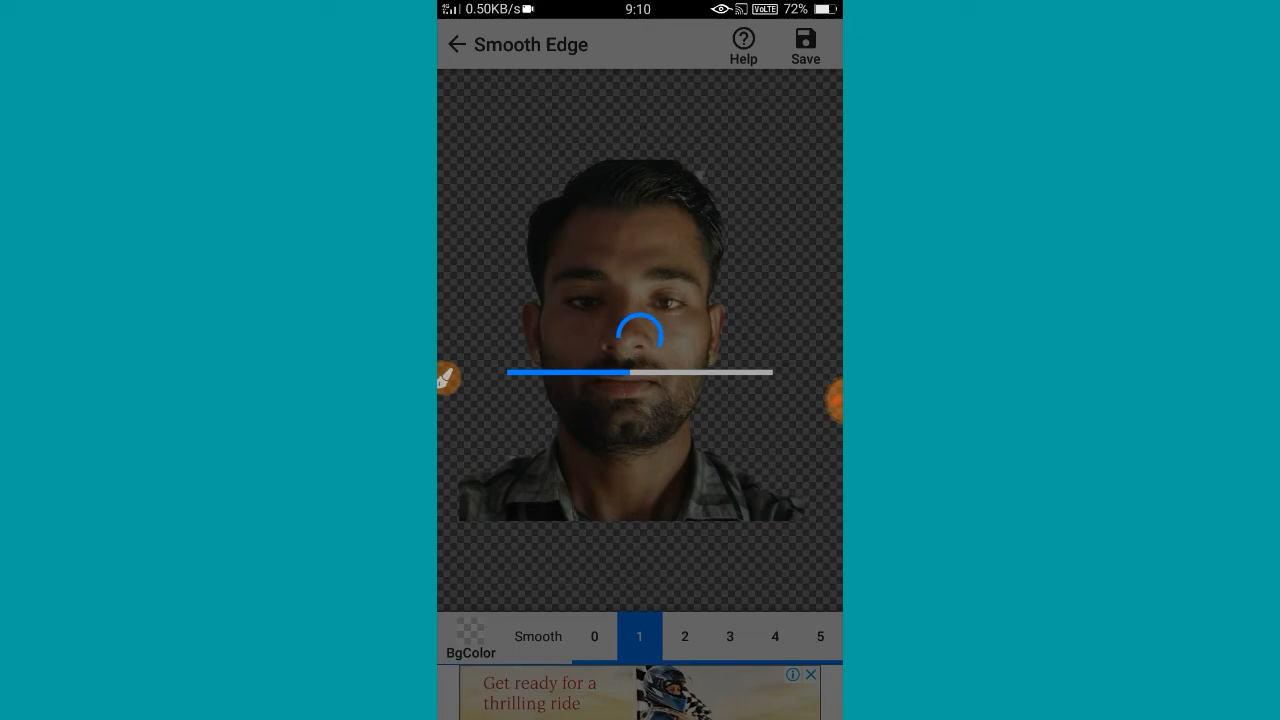 4G 0.50KB/s 9:10 VoLTE 72%
Smooth Edge
Help Save
BgColor Smooth 0 1 2 3 4 5
Get ready for a
thrilling ride